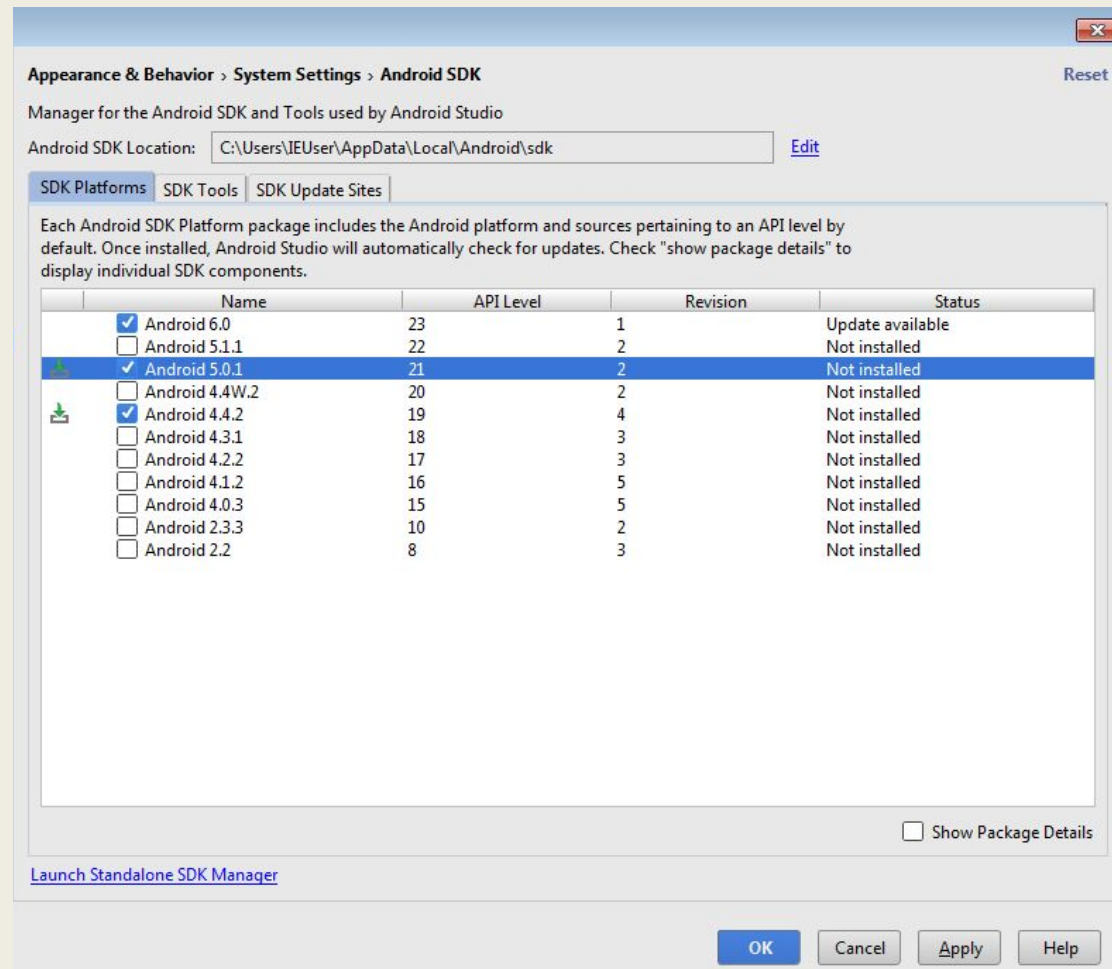 Appearance & Behavior › System Settings › Android SDK Reset
Manager for the Android SDK and Tools used by Android Studio
Android SDK Location: C:\Users\IEUser\AppData\Local\Android\sdk Edit
SDK Platforms SDK Tools SDK Update Sites
Each Android SDK Platform package includes the Android platform and sources pertaining to an API level by
default. Once installed, Android Studio will automatically check for updates. Check "show package details" to
display individual SDK components.
Name API Level Revision Status
Android 6.0 23 1 Update available
Android 5.1.1 22 2 Not installed
Android 5.0.1 21 2 Not installed
Android 4.4W.2 20 2 Not installed
Android 4.4.2 19 4 Not installed
Android 4.3.1 18 3 Not installed
Android 4.2.2 17 3 Not installed
Android 4.1.2 16 5 Not installed
Android 4.0.3 15 5 Not installed
Android 2.3.3 10 2 Not installed
Android 2.2 8 3 Not installed
Show Package Details
Launch Standalone SDK Manager
OK Cancel Apply Help